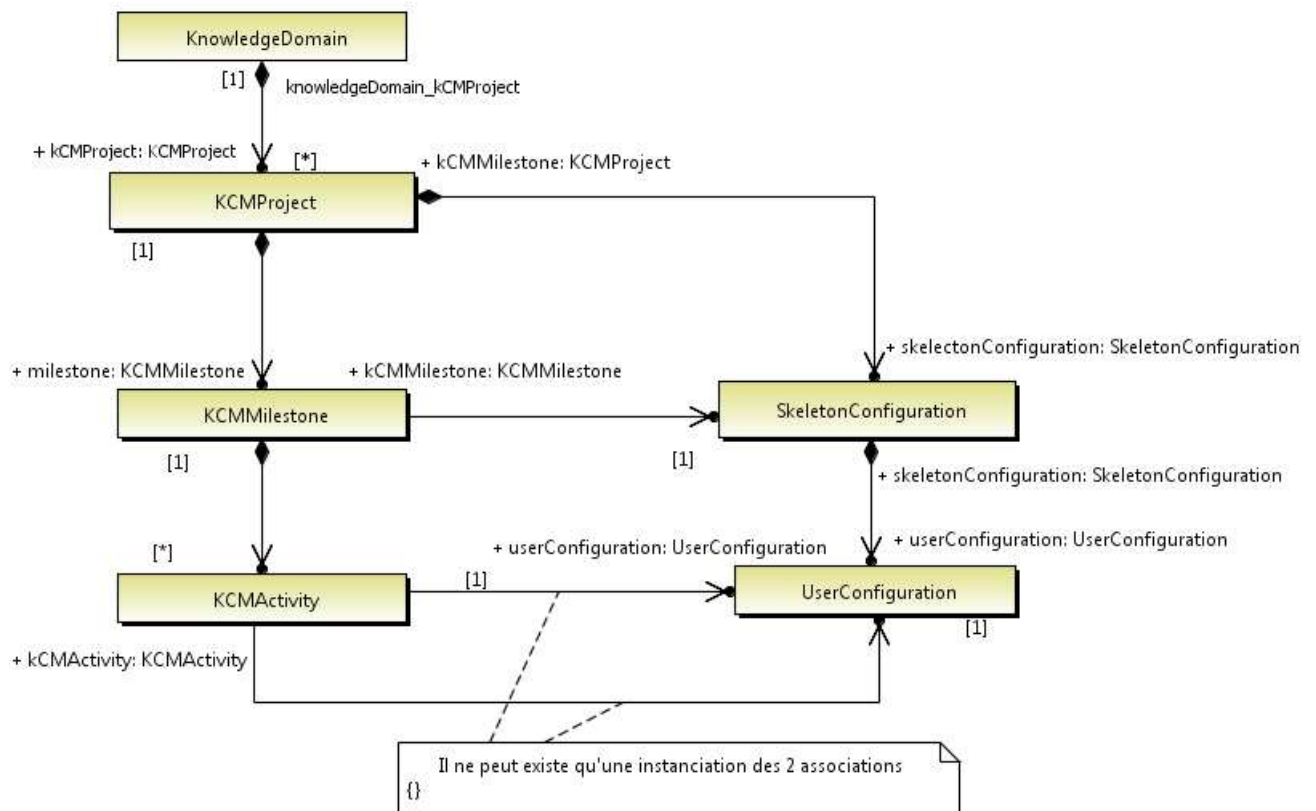 KnowledgeDomain
[1]
knowledgeDomain_kCMProject
+ kCMProject: KCMProject
[*]
+ kCMMilestone: KCMProject
KCMProject
[1]
+ skelectonConfiguration: SkeletonConfiguration
+ milestone: KCMMilestone
+ kCMMilestone: KCMMilestone
KCMMilestone
SkeletonConfiguration
[1]
[1]
+ skeletonConfiguration: SkeletonConfiguration
[*]
+ userConfiguration: UserConfiguration
+ userConfiguration: UserConfiguration
KCMActivity
[1]
UserConfiguration
[1]
+ kCMActivity: KCMActivity
Il ne peut existe qu'une instanciation des 2 associations
{}